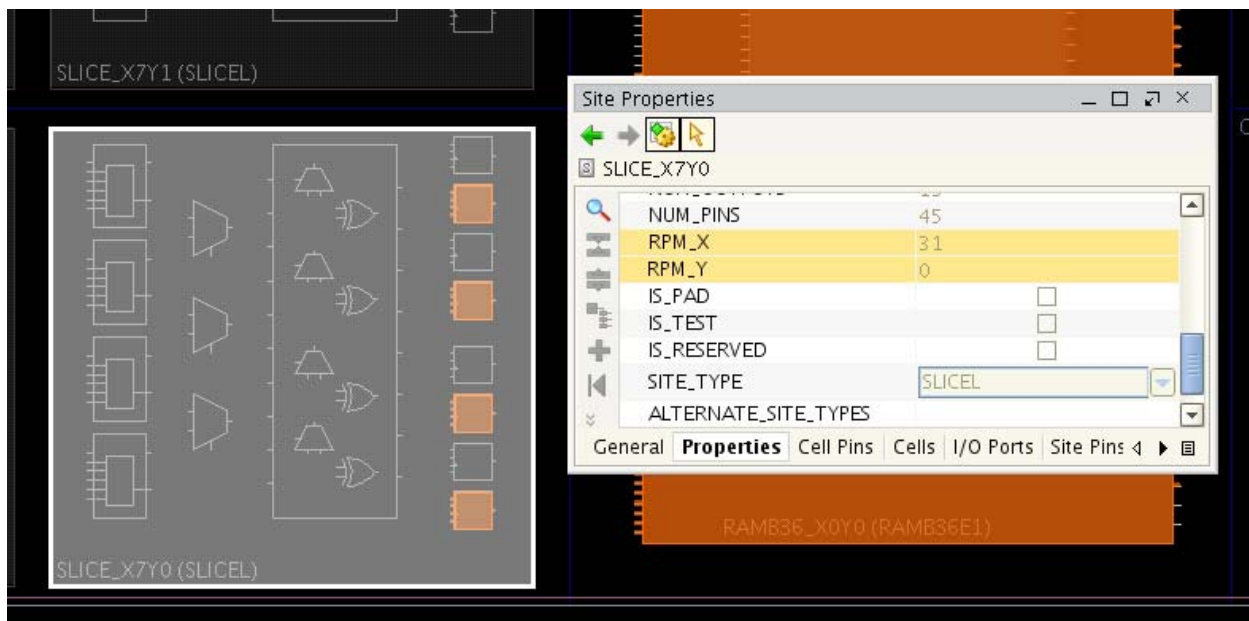 SLICE_X7Y1 (SLICEL)
Site Properties
SLICE_X7Y0
NUM_PINS 45
RPM_X 31
RPM_Y 0
IS_PAD
IS_TEST
IS_RESERVED
SITE_TYPE SLICEL
ALTERNATE_SITE_TYPES
General Properties Cell Pins Cells I/O Ports Site Pins
RAMB36_X0Y0 (RAMB36E1)
SLICE_X7Y0 (SLICEL)